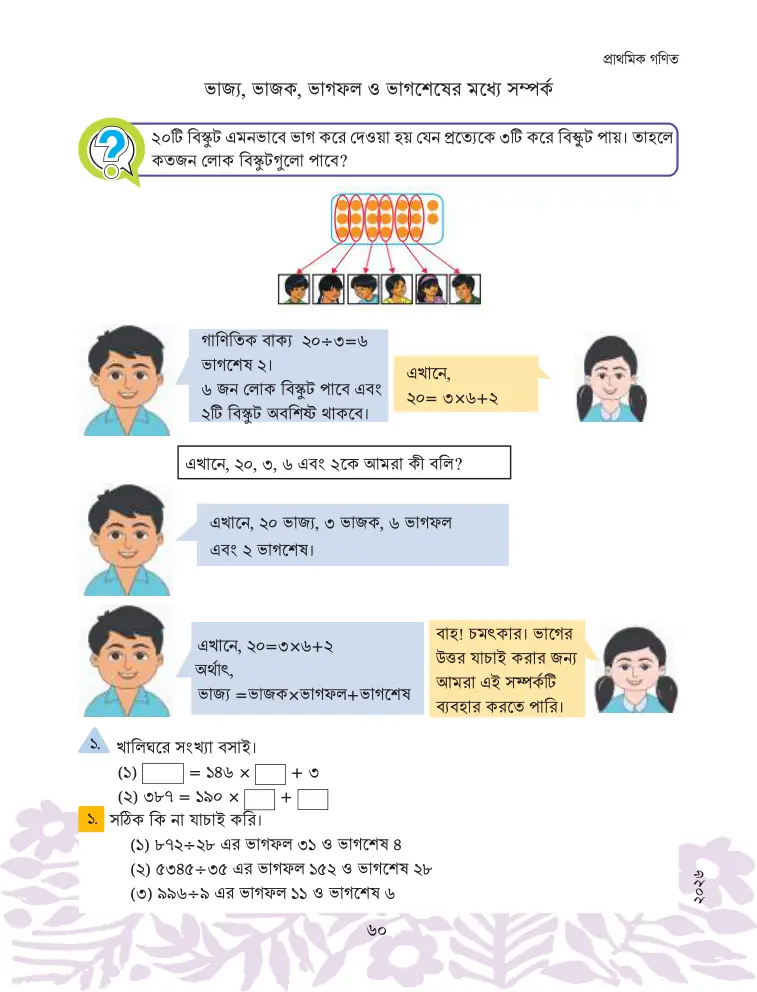 প্রাথমিক গণিত
ভাজ্য, ভাজক, ভাগফল ও ভাগশেষের মধ্যে সম্পর্ক
২০টি বিস্কুট এমনভাবে ভাগ করে দেওয়া হয় যেন প্রত্যেকে ৩টি করে বিস্কুট পায়। তাহলে
কতজন লোক বিস্কুটগুলো পাবে?
গাণিতিক বাক্য ২০÷৩=৬
ভাগশেষ ২।
৬ জন লোক বিস্কুট পাবে এবং
২টি বিস্কুট অবশিষ্ট থাকবে।
এখানে,
২০= ৩×৬+২
এখানে, ২০, ৩, ৬ এবং ২কে আমরা কী বলি?
এখানে, ২০ ভাজ্য, ৩ ভাজক, ৬ ভাগফল
এবং ২ ভাগশেষ।
এখানে, ২০=৩×৬+২
অর্থাৎ,
ভাজ্য =ভাজক×ভাগফল+ভাগশেষ
বাহ! চমৎকার। ভাগের
উত্তর যাচাই করার জন্য
আমরা এই সম্পর্কটি
ব্যবহার করতে পারি।
১. খালিঘরে সংখ্যা বসাই।
(১) = ১৪৬ × + ৩
(২) ৩৮৭ = ১৯০ × +
১. সঠিক কি না যাচাই করি।
(১) ৮৭২÷২৮ এর ভাগফল ৩১ ও ভাগশেষ ৪
(২) ৫৩৪৫÷৩৫ এর ভাগফল ১৫২ ও ভাগশেষ ২৮
(৩) ৯৯৬÷৯ এর ভাগফল ১১ ও ভাগশেষ ৬
২০২৬
৬০